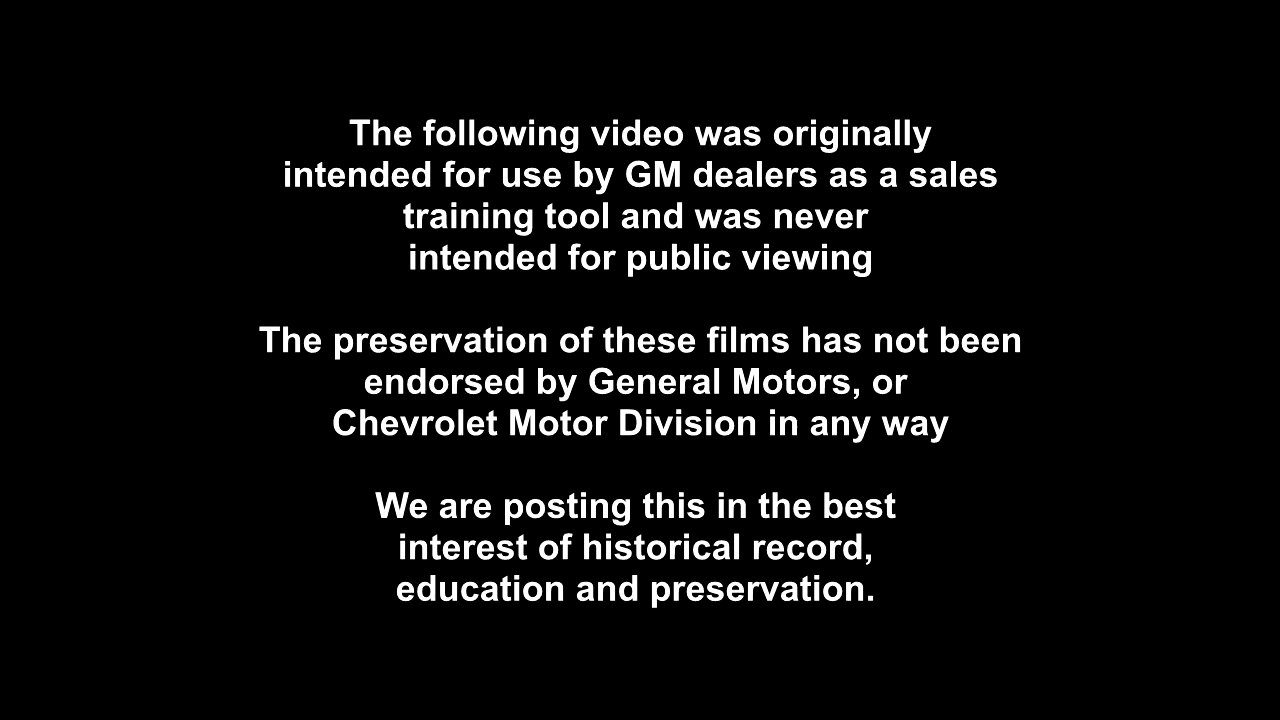 The following video was originally
intended for use by GM dealers as a sales
training tool and was never
intended for public viewing
The preservation of these films has not been
endorsed by General Motors, or
Chevrolet Motor Division in any way
We are posting this in the best
interest of historical record,
education and preservation.